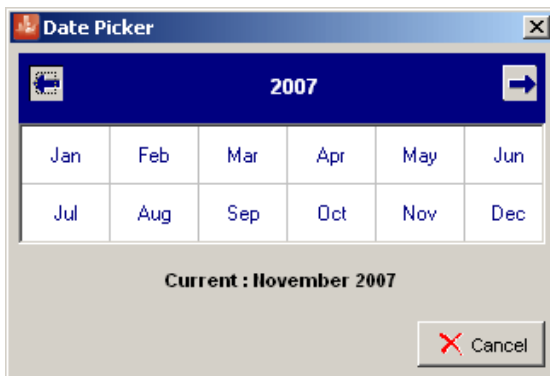 Date Picker
2007
Jan Feb Mar Apr May Jun
Jul Aug Sep Oct Nov Dec
Current : November 2007
Cancel